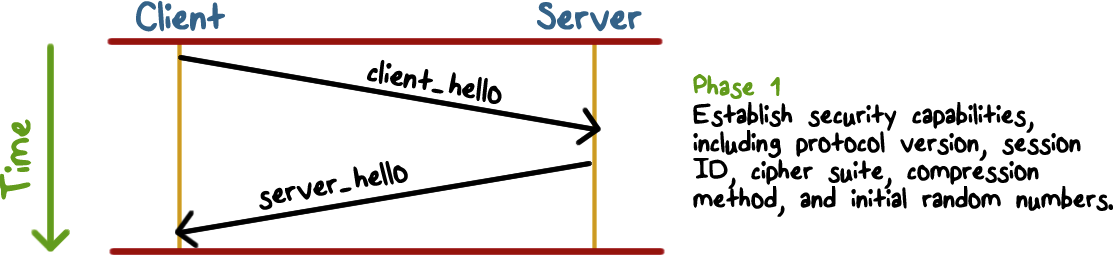 Client
Server
Time
client_hello
server_hello
Phase 1
Establish security capabilities,
including protocol version, session
ID, cipher suite, compression
method, and initial random numbers.